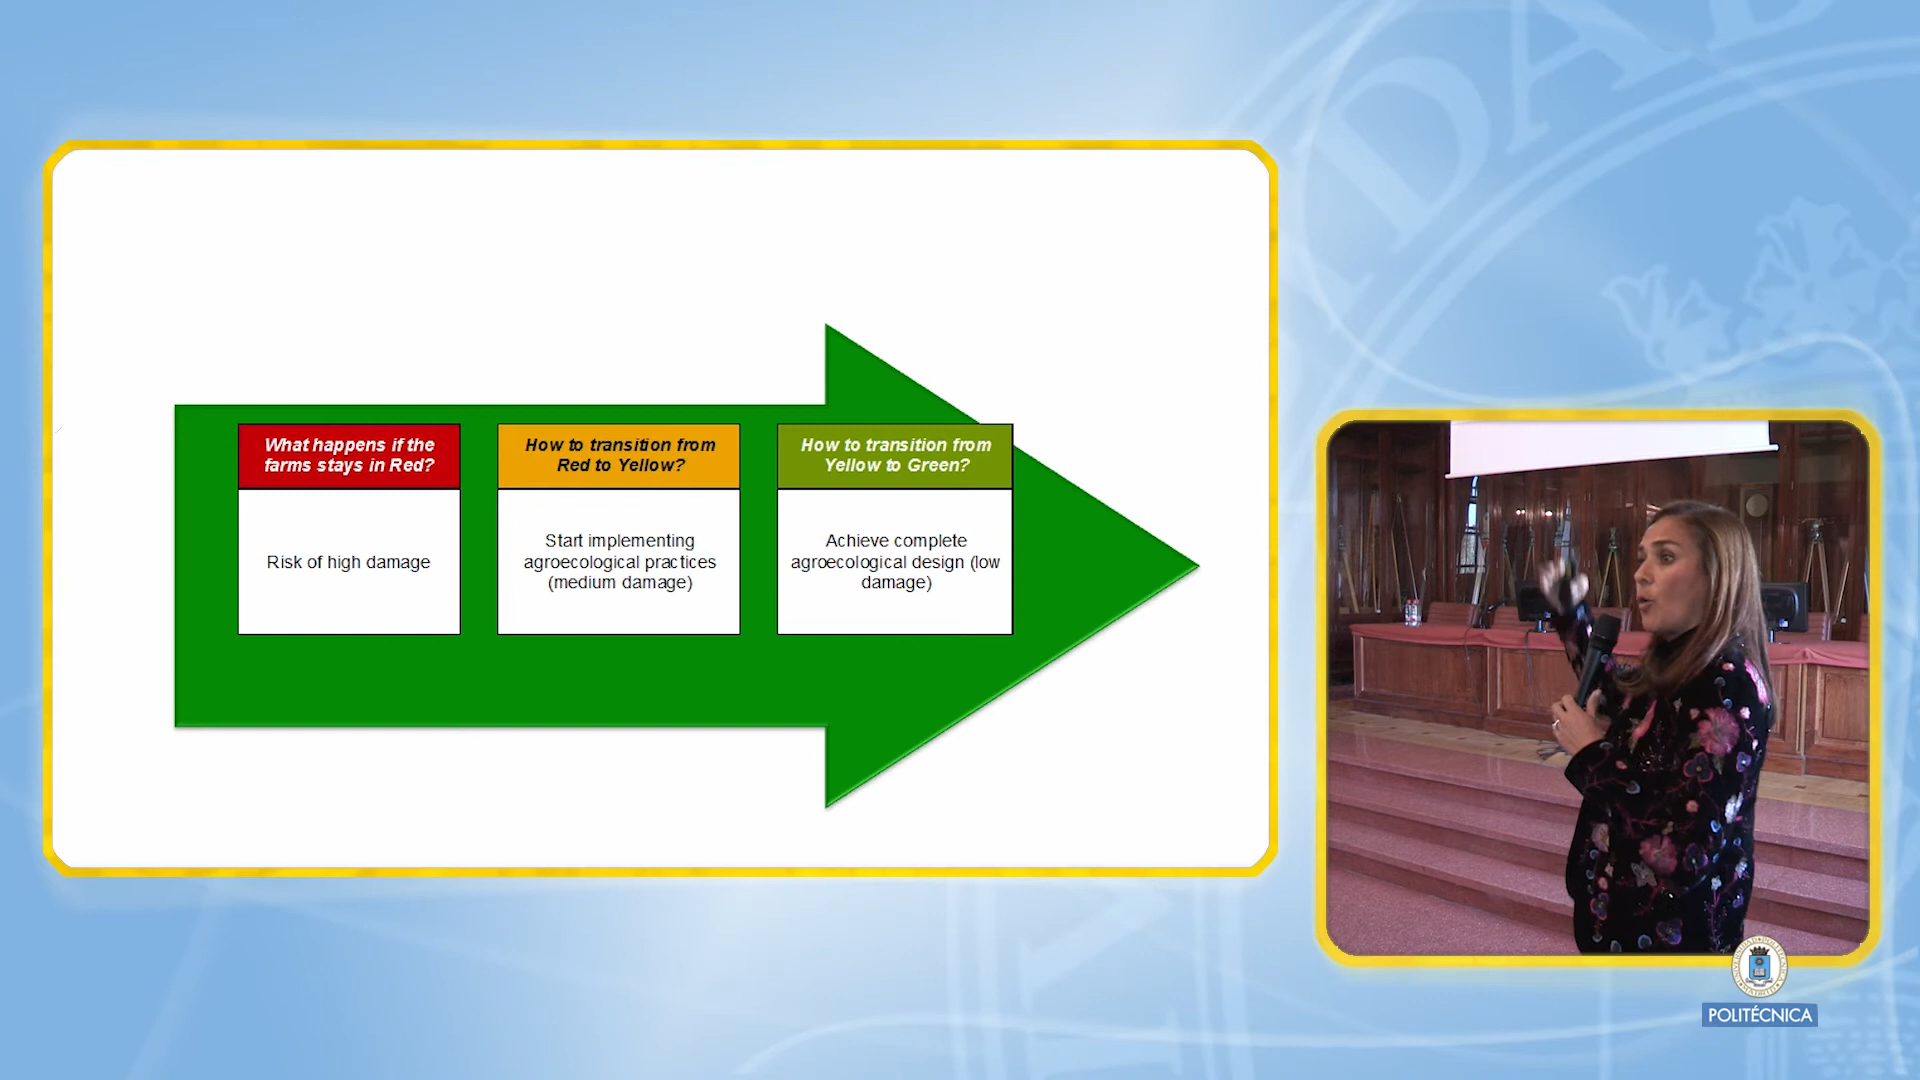 What happens if the
farms stays in Red?
Risk of high damage
How to transition from
Red to Yellow?
Start implementing
agroecological practices
(medium damage)
How to transition from
Yellow to Green?
Achieve complete
agroecological design (low
damage)
POLITÉCNICA